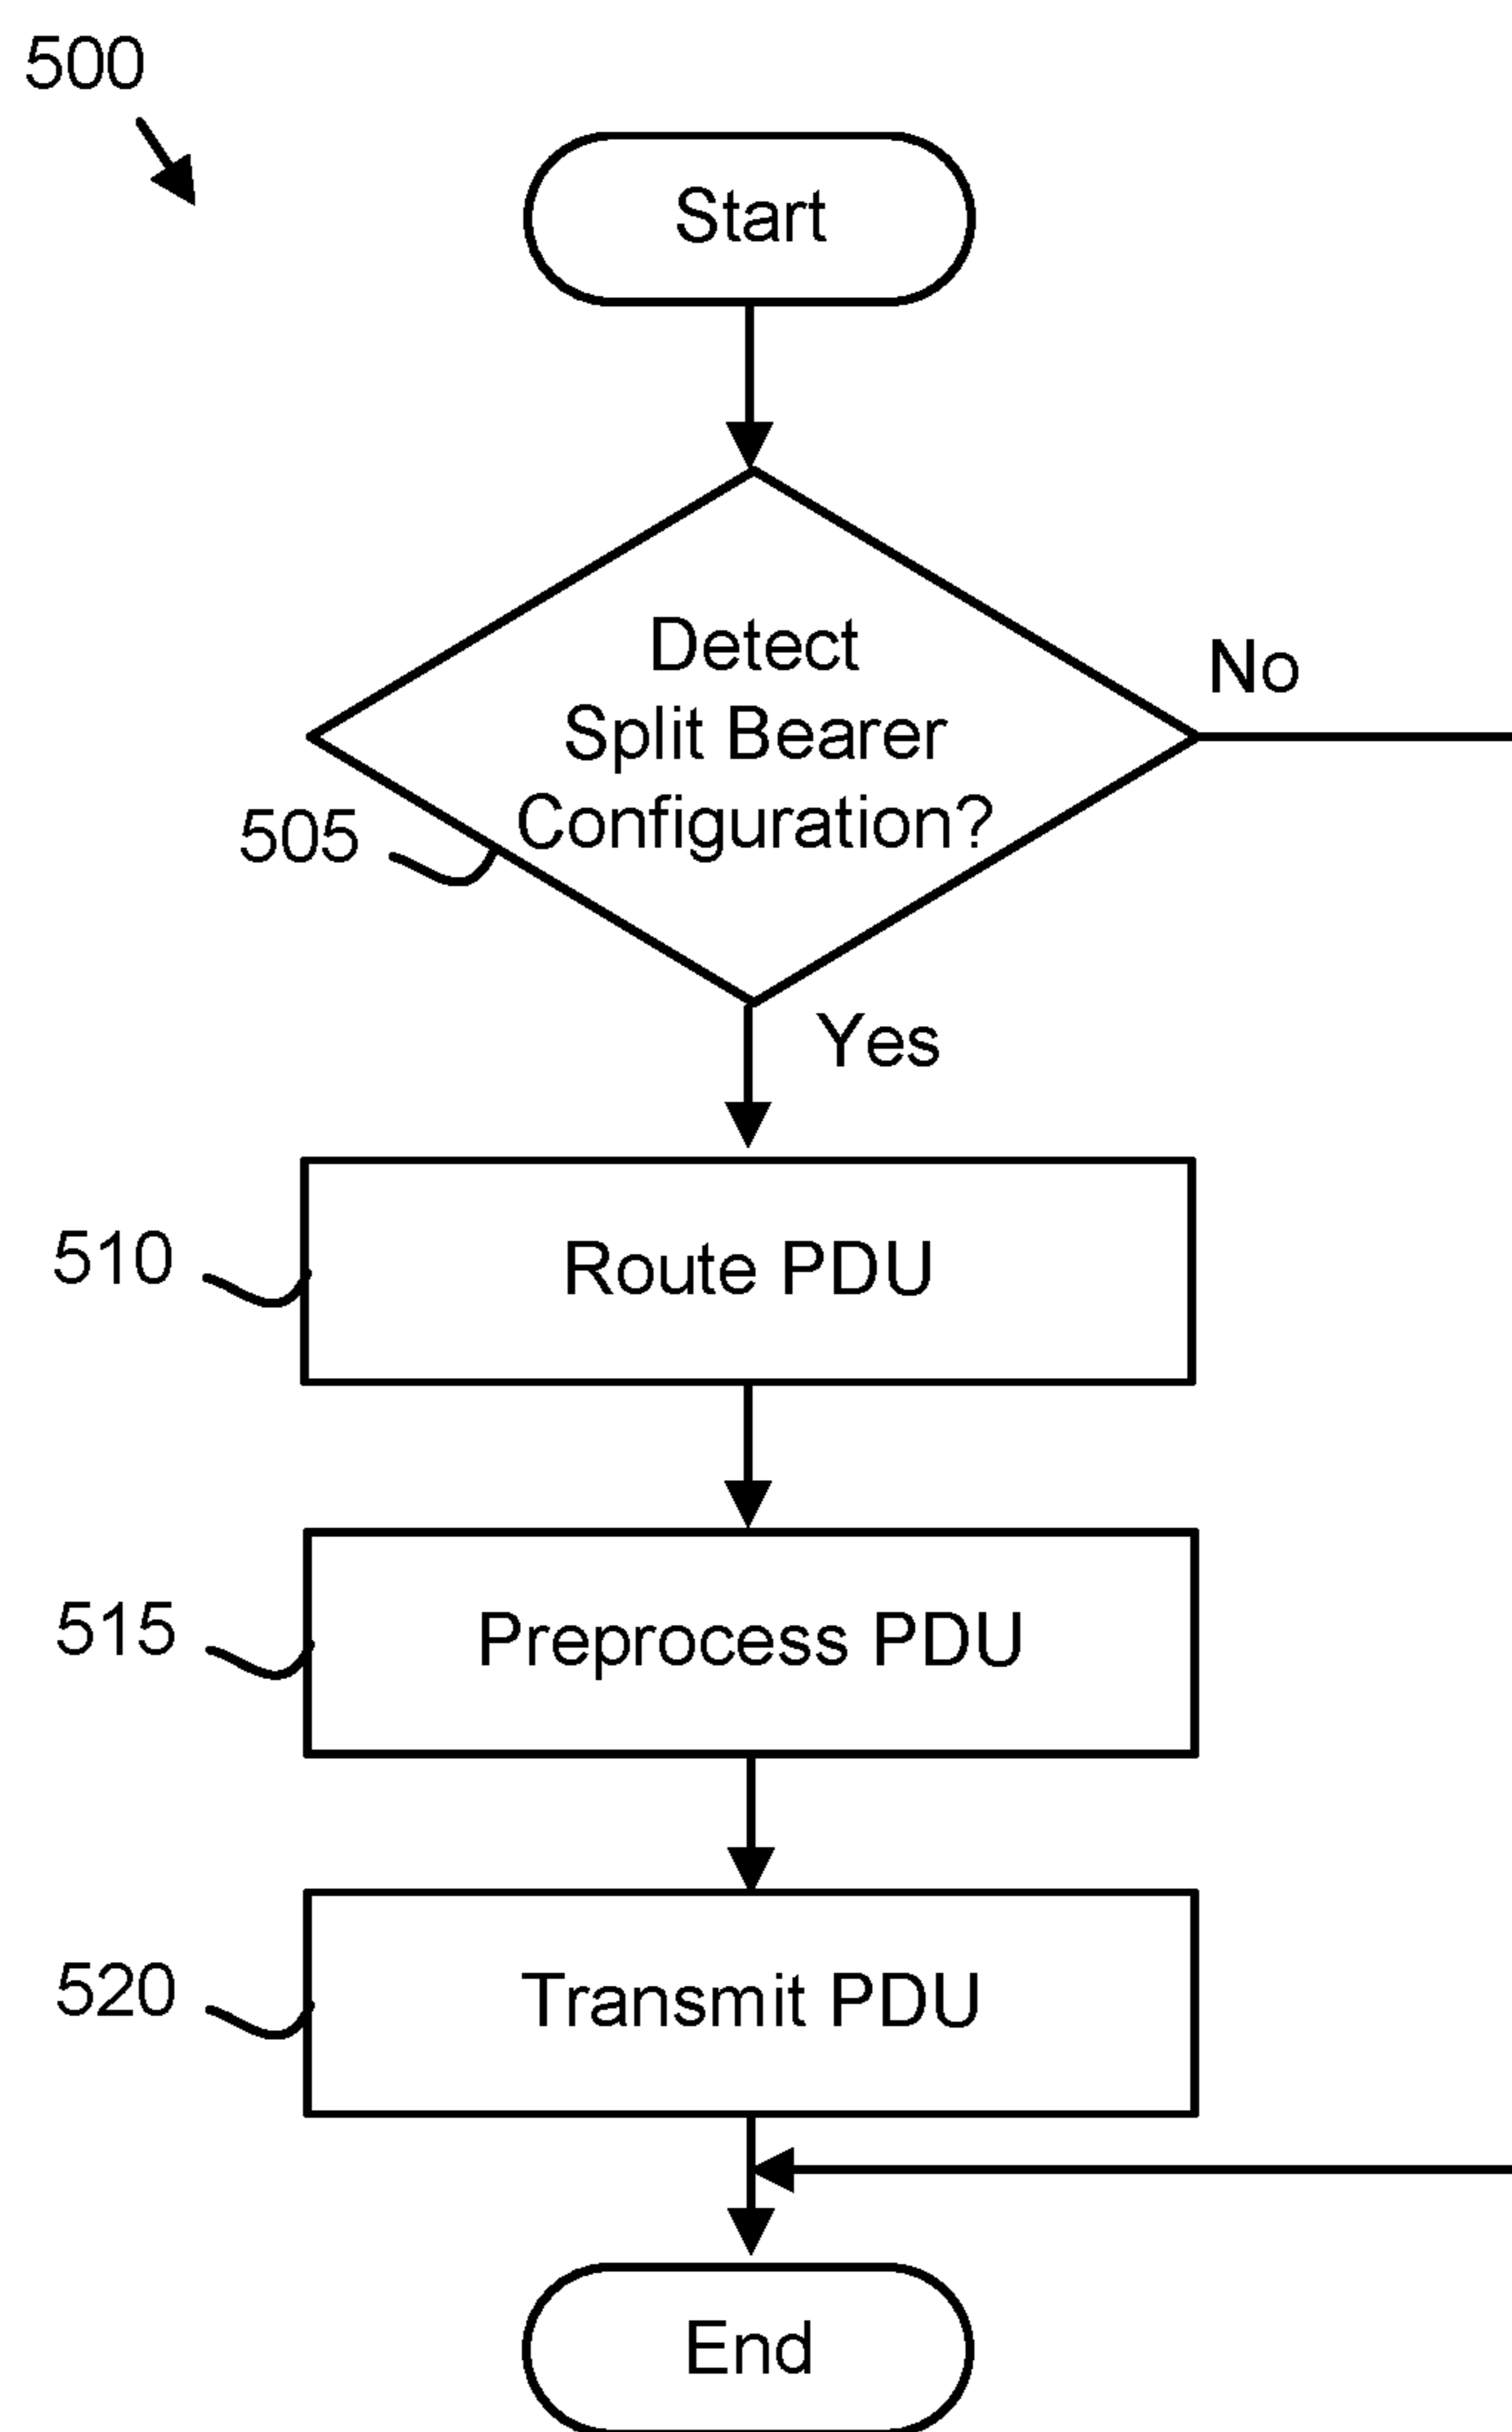 500
Start
Detect
Split Bearer
Configuration?
No
505
Yes
510
Route PDU
515
Preprocess PDU
520
Transmit PDU
End